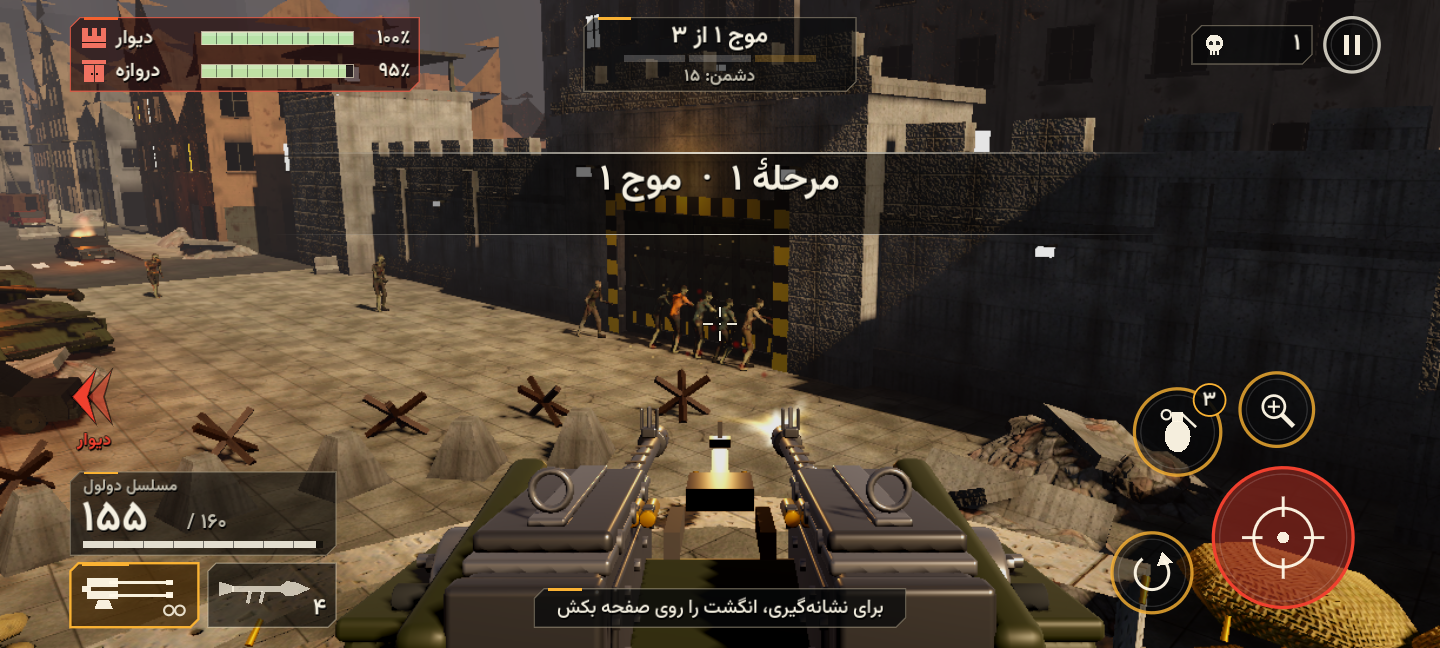 دیوار ۱۰۰٪
دروازه ۹۵٪
موج ۱ از ۳
دشمن: ۱۵
۱
مرحلهٔ ۱ · موج ۱
دیوار
۳
مسلسل دولول
۱۵۵ / ۱۶۰
∞
۴
برای نشانه‌گیری، انگشت را روی صفحه بکش